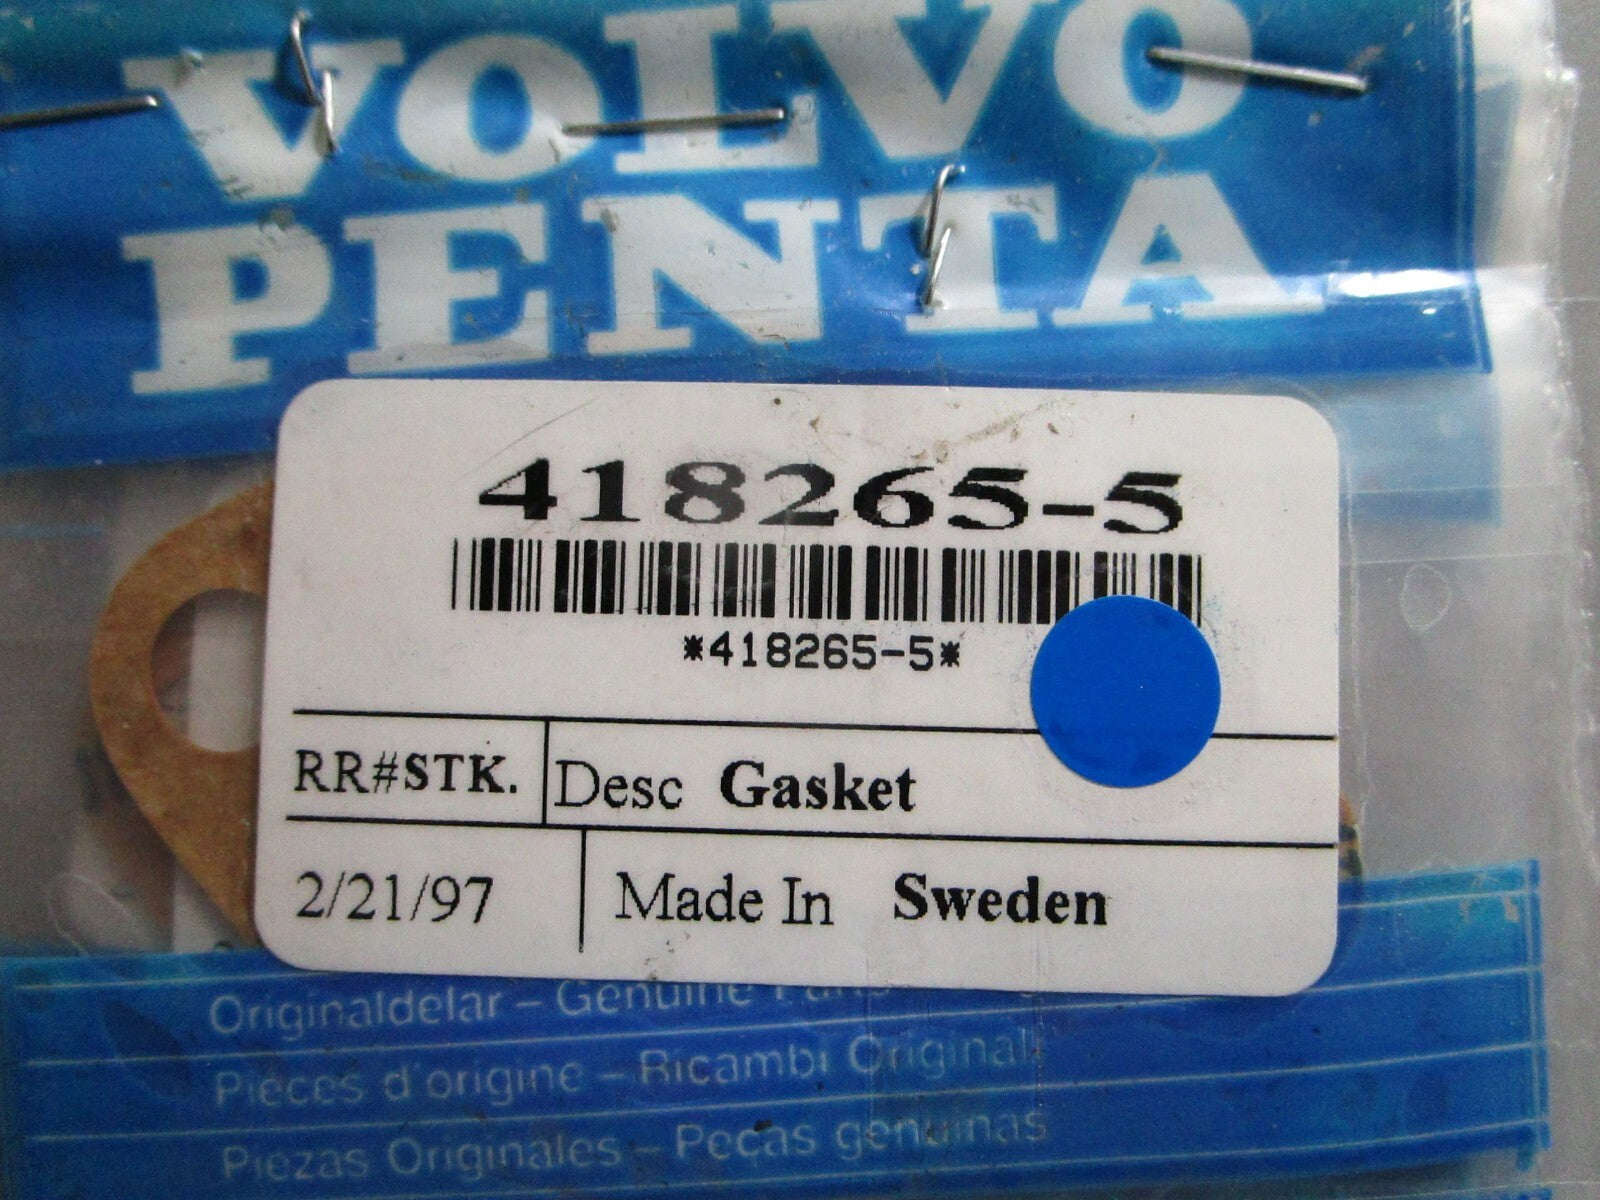 VOLVO
PENTA
418265-5
*418265-5*
RR#STK. Desc Gasket
2/21/97 Made In Sweden
Originaldelar – Genuine Parts
Pièces d'origine – Ricambi Originali
Piezas Originales – Peças genuinas